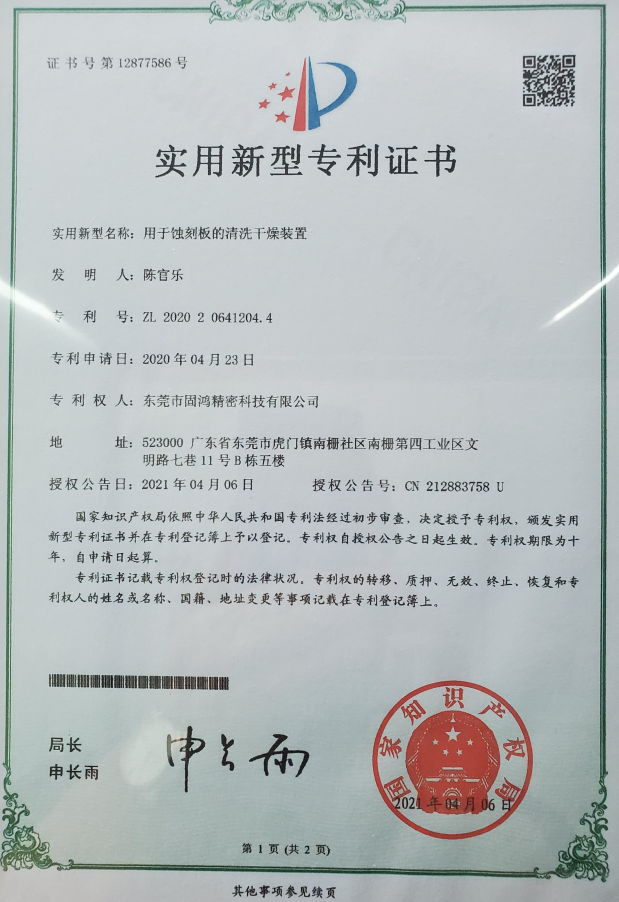 证书号第12877586号
实用新型专利证书
实用新型名称：用于蚀刻板的清洗干燥装置
发 明 人：陈官乐
专 利 号：ZL 2020 2 0641204.4
专利申请日：2020年04月23日
专 利 权 人：东莞市固鸿精密科技有限公司
地 址：523000 广东省东莞市虎门镇南栅社区南栅第四工业区文
明路七巷11号B栋五楼
授权公告日：2021年04月06日 授权公告号：CN 212883758 U
国家知识产权局依照中华人民共和国专利法经过初步审查，决定授予专利权，颁发实用
新型专利证书并在专利登记簿上予以登记。专利权自授权公告之日起生效。专利权期限为十
年，自申请日起算。
专利证书记载专利权登记时的法律状况。专利权的转移、质押、无效、终止、恢复和专
利权人的姓名或名称、国籍、地址变更等事项记载在专利登记簿上。
局长
申长雨
申长雨
国家知识产权局
2021年04月06日
第 1 页 (共 2 页)
其他事项参见续页